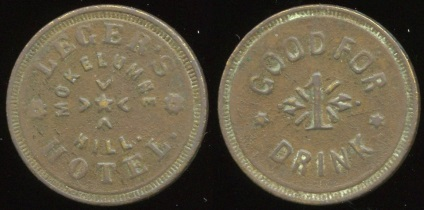 LEGER'S
MOKELUMNE
HILL.
HOTEL.
GOOD FOR
1
DRINK